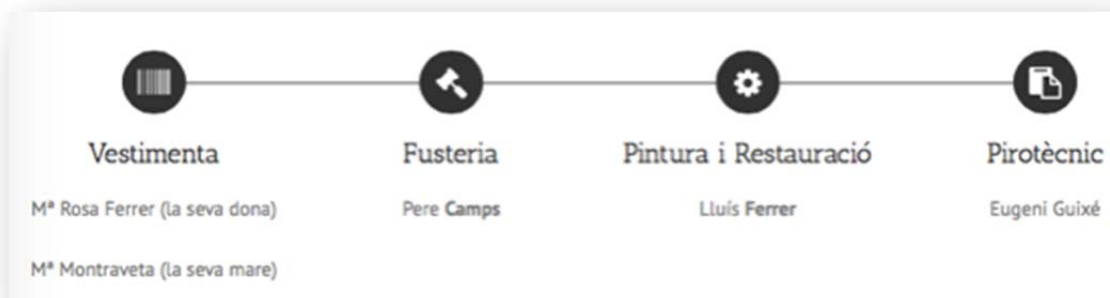 Vestimenta
Fusteria
Pintura i Restauració
Pirotècnic
Mª Rosa Ferrer (la seva dona)
Pere Camps
Lluís Ferrer
Eugeni Guixé
Mª Montraveta (la seva mare)